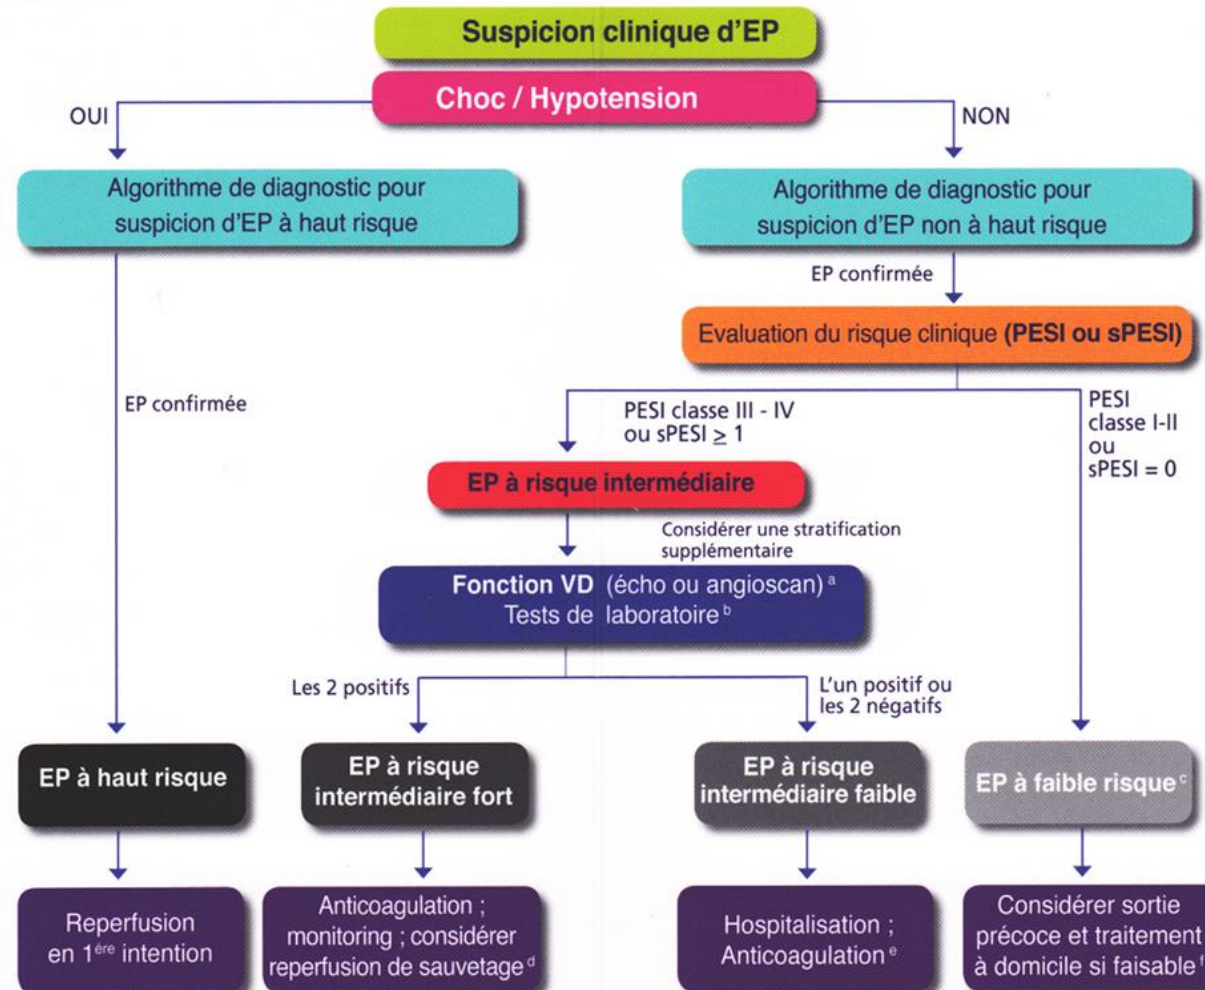 Suspicion clinique d'EP
Choc / Hypotension
OUI
NON
Algorithme de diagnostic pour
suspicion d'EP à haut risque
Algorithme de diagnostic pour
suspicion d'EP non à haut risque
EP confirmée
Evaluation du risque clinique (PESI ou sPESI)
EP confirmée
PESI classe III - IV
ou sPESI ≥ 1
PESI
classe I-II
ou
sPESI = 0
EP à risque intermédiaire
Considérer une stratification
supplémentaire
Fonction VD (écho ou angioscan) a
Tests de laboratoire b
Les 2 positifs
L'un positif ou
les 2 négatifs
EP à haut risque
EP à risque
intermédiaire fort
EP à risque
intermédiaire faible
EP à faible risque c
Reperfusion
en 1ère intention
Anticoagulation ;
monitoring ; considérer
reperfusion de sauvetage d
Hospitalisation ;
Anticoagulation e
Considérer sortie
précoce et traitement
à domicile si faisable f